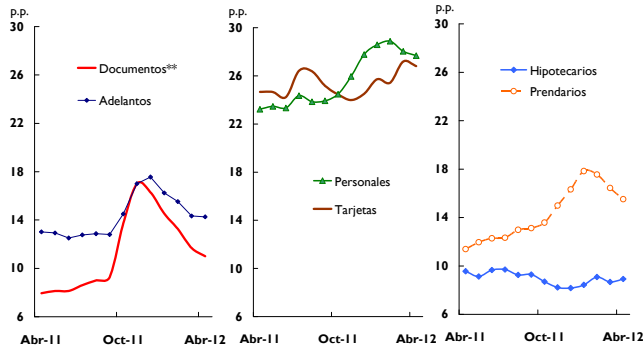 p.p.
30
26
22
18
14
10
6
Documentos**
Adelantos
Abr-11 Oct-11 Abr-12
p.p.
30
26
22
18
14
10
6
Personales
Tarjetas
Abr-11 Oct-11 Abr-12
p.p.
30
26
22
18
14
10
6
Hipotecarios
Prendarios
Abr-11 Oct-11 Abr-12